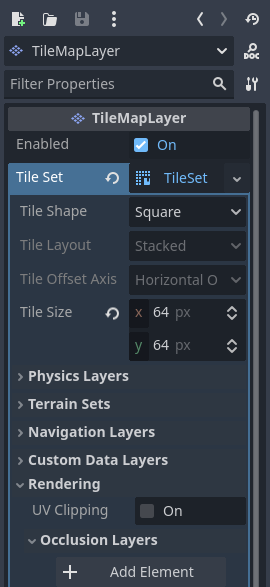 TileMapLayer
DOC
Filter Properties
TileMapLayer
Enabled On
Tile Set TileSet
Tile Shape Square
Tile Layout Stacked
Tile Offset Axis Horizontal O
Tile Size x 64 px
y 64 px
Physics Layers
Terrain Sets
Navigation Layers
Custom Data Layers
Rendering
UV Clipping On
Occlusion Layers
Add Element